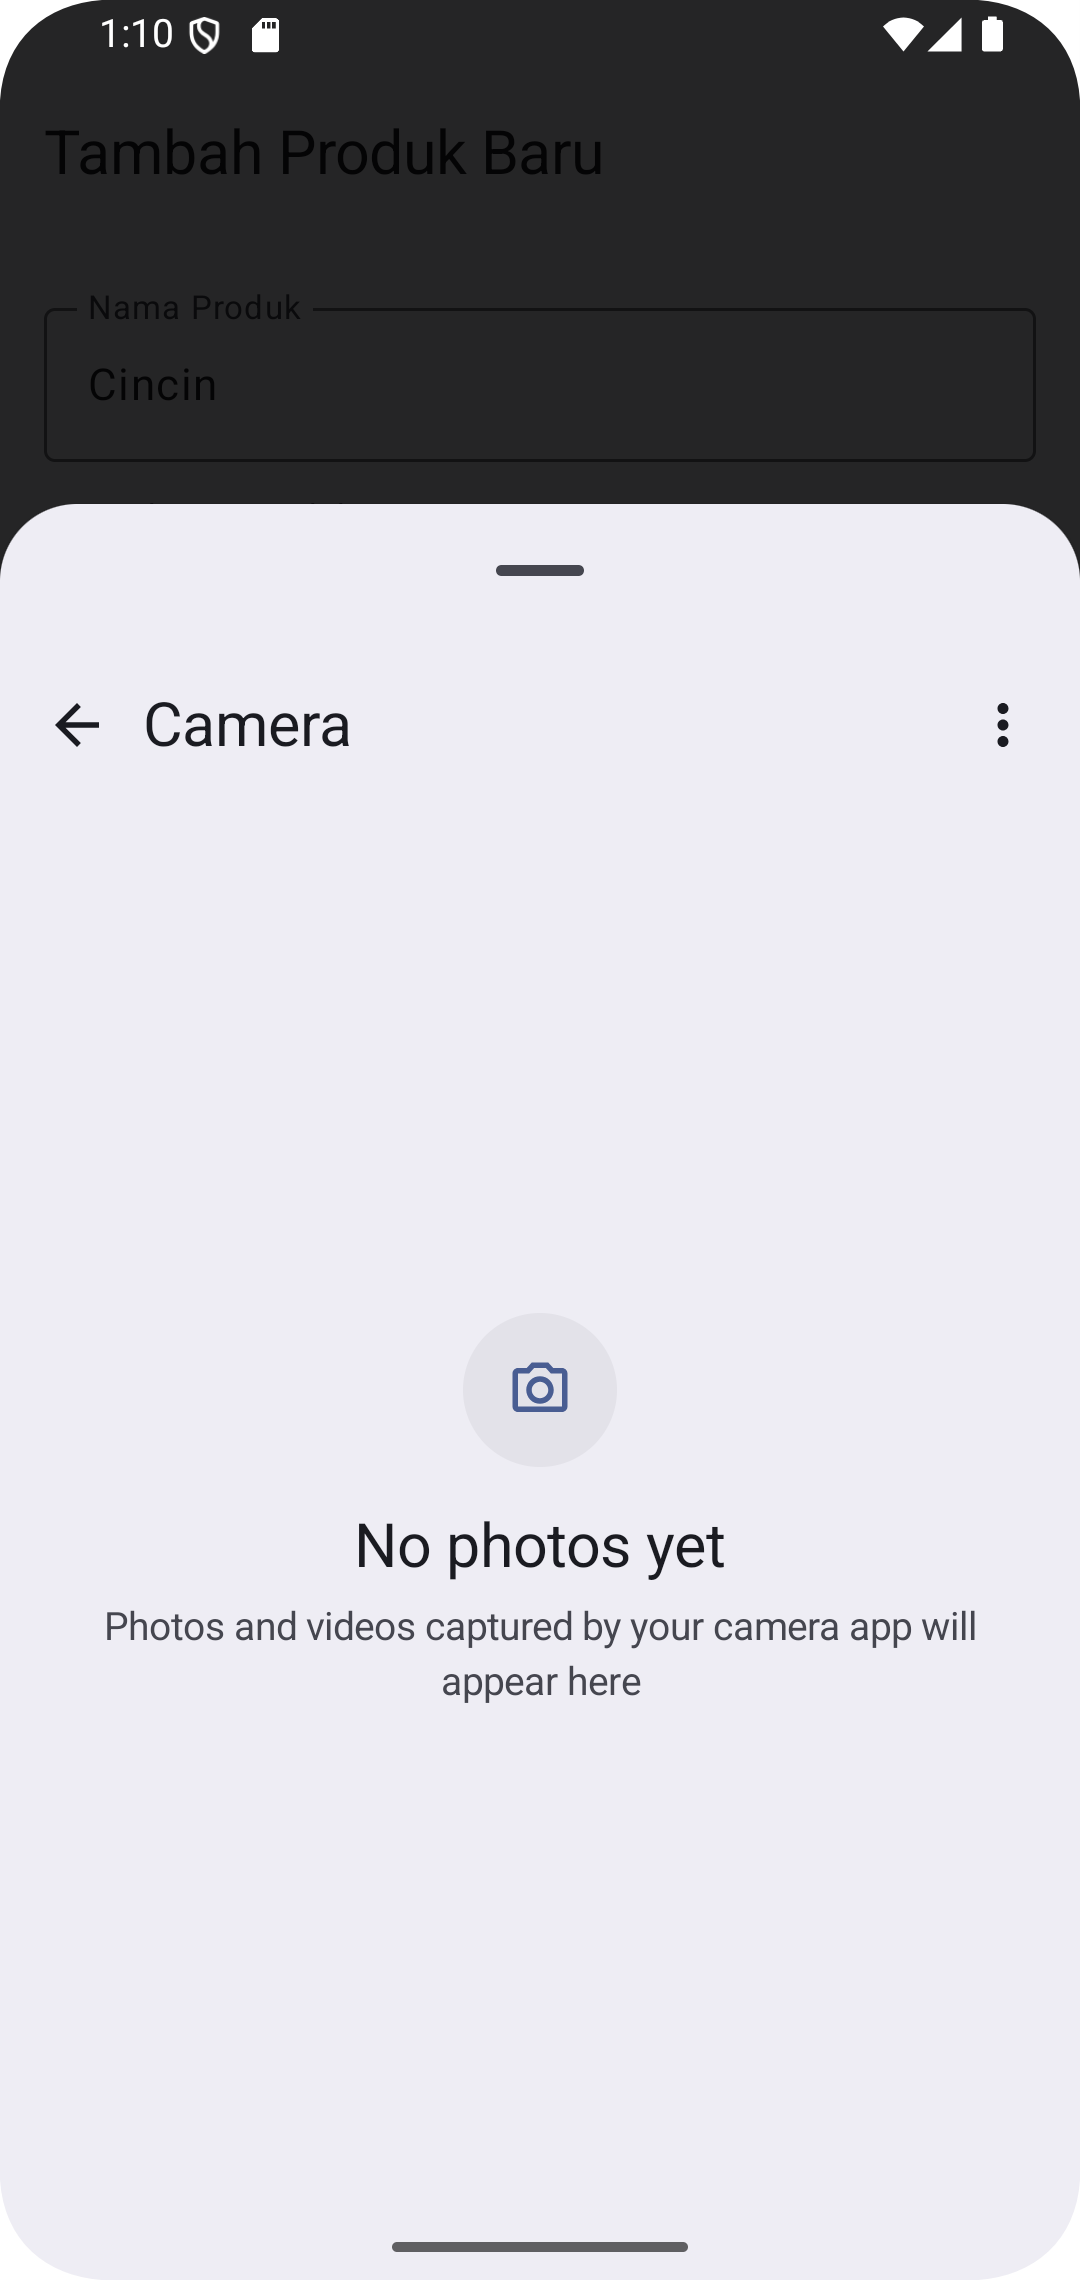 1:10
Tambah Produk Baru
Nama Produk
Cincin
Camera
No photos yet
Photos and videos captured by your camera app will
appear here